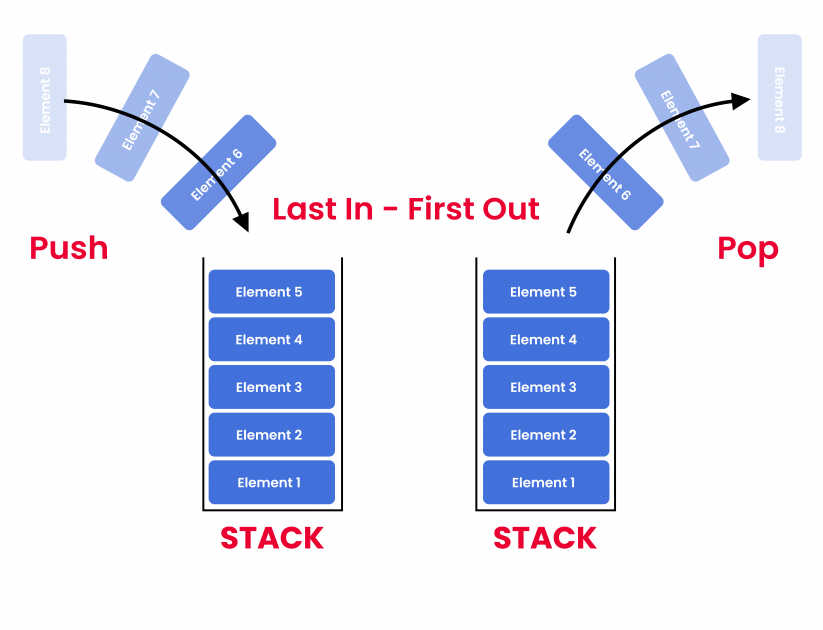 Element 8
Element 7
Element 6
Push
Last In - First Out
Element 6
Element 7
Element 8
Pop
Element 5
Element 4
Element 3
Element 2
Element 1
STACK
Element 5
Element 4
Element 3
Element 2
Element 1
STACK